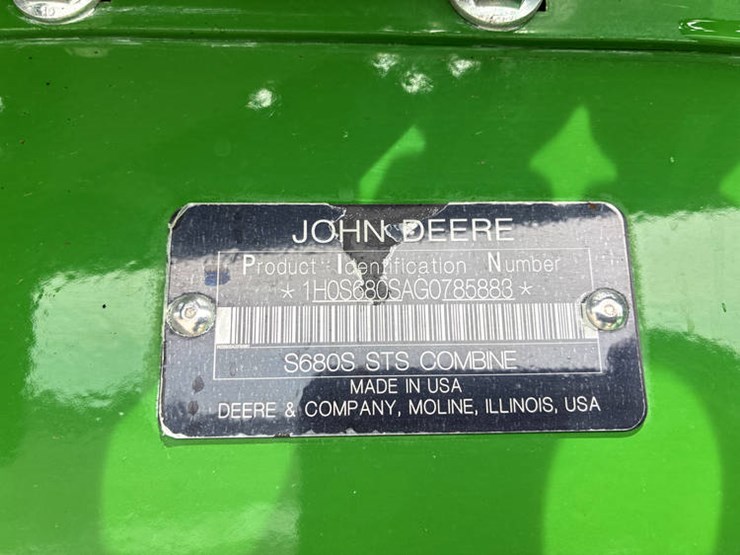 JOHN DEERE
Product Identification Number
* 1H0S680SAG0785883 *
S680S STS COMBINE
MADE IN USA
DEERE & COMPANY, MOLINE, ILLINOIS, USA